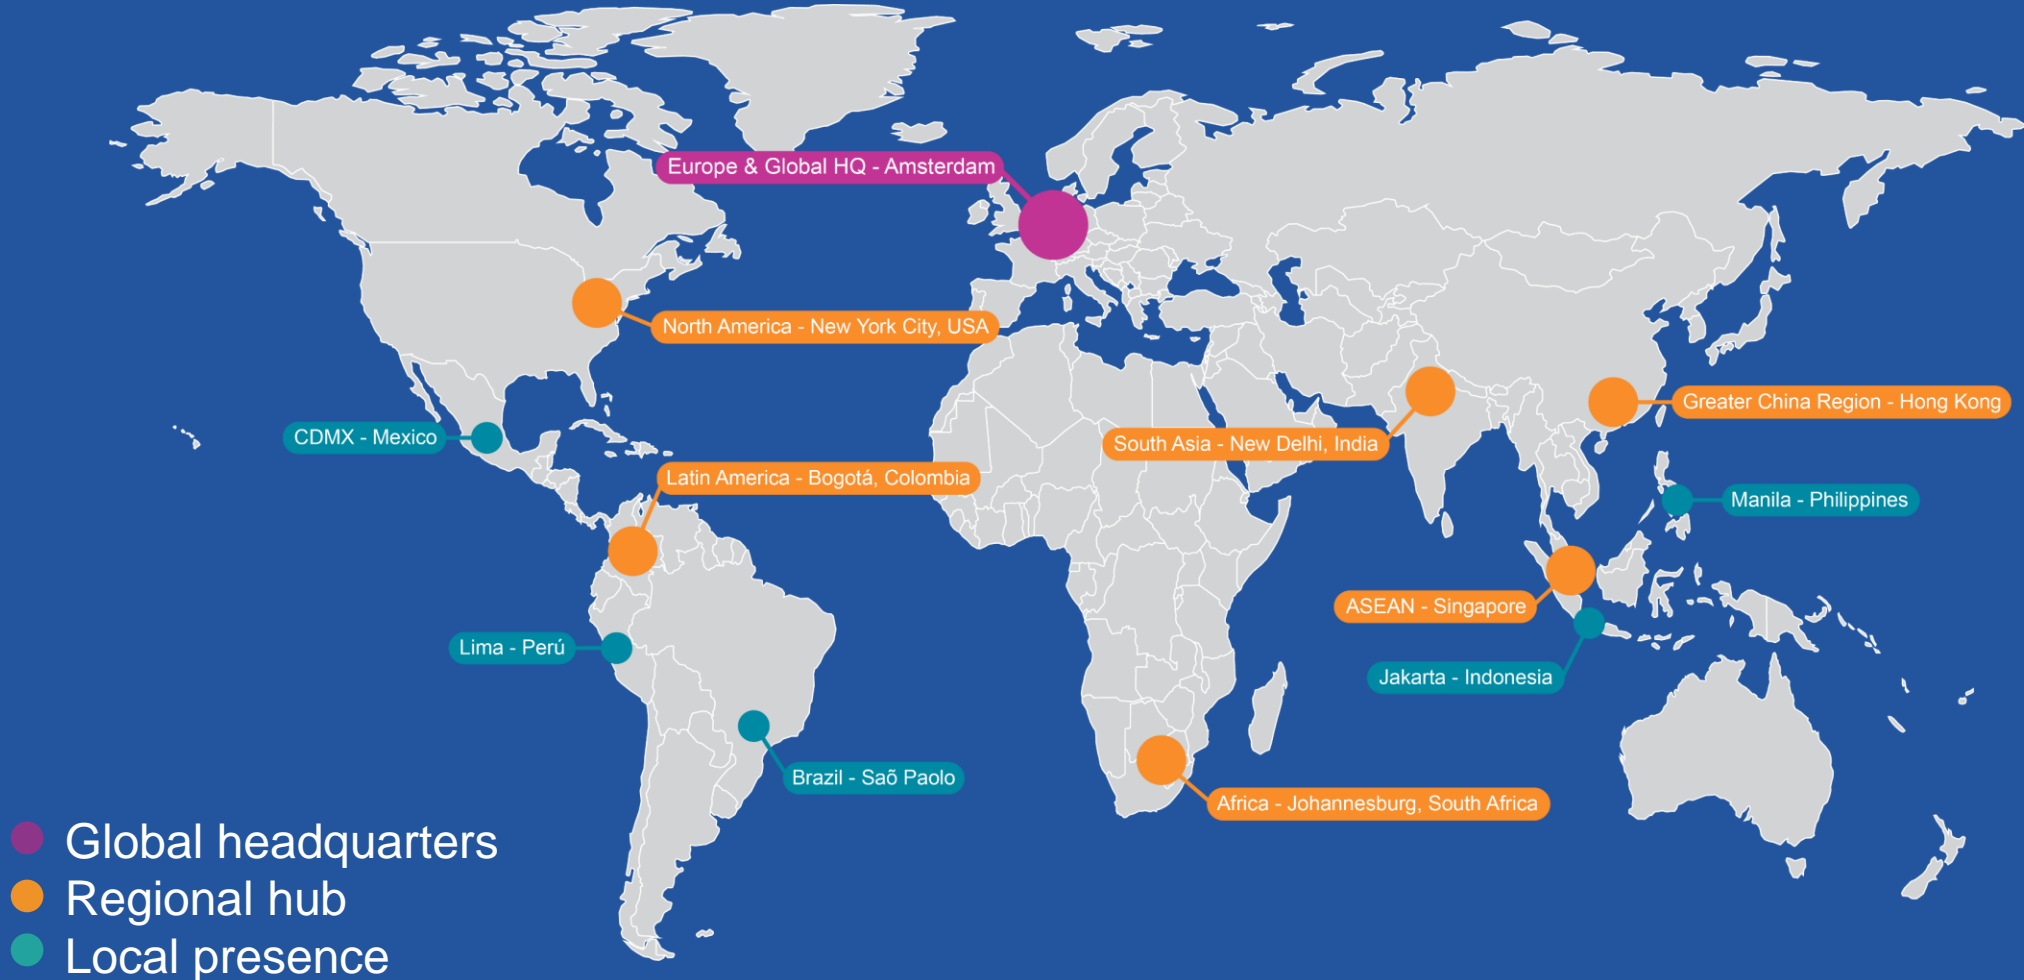 Europe & Global HQ - Amsterdam
North America - New York City, USA
Greater China Region - Hong Kong
CDMX - Mexico
South Asia - New Delhi, India
Latin America - Bogotá, Colombia
Manila - Philippines
ASEAN - Singapore
Lima - Perú
Jakarta - Indonesia
Brazil - Saõ Paolo
Africa - Johannesburg, South Africa
Global headquarters
Regional hub
Local presence